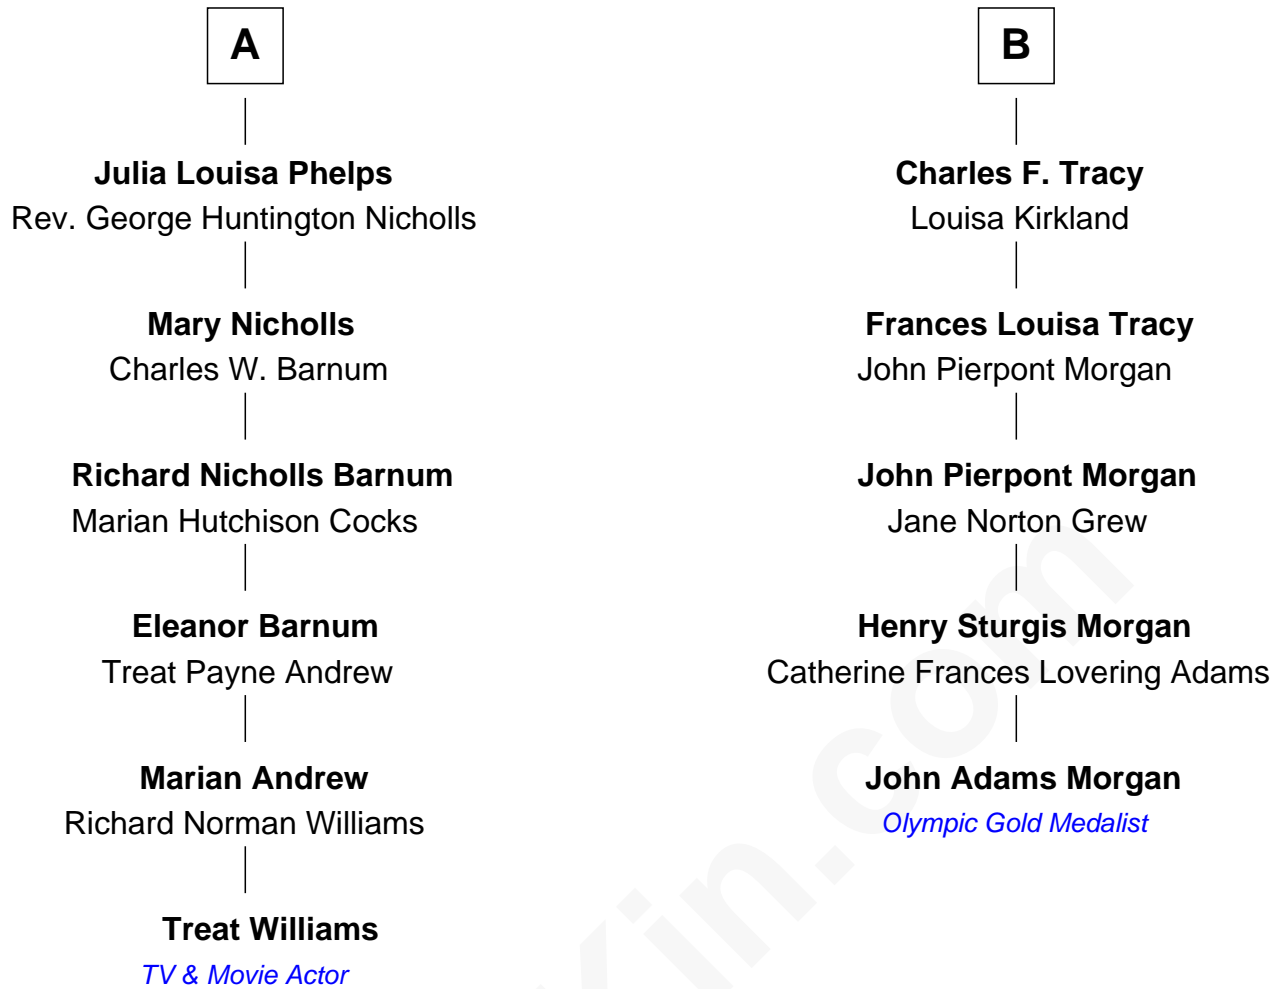 A
Julia Louisa Phelps
Rev. George Huntington Nicholls
Mary Nicholls
Charles W. Barnum
Richard Nicholls Barnum
Marian Hutchison Cocks
Eleanor Barnum
Treat Payne Andrew
Marian Andrew
Richard Norman Williams
Treat Williams
TV & Movie Actor
B
Charles F. Tracy
Louisa Kirkland
Frances Louisa Tracy
John Pierpont Morgan
John Pierpont Morgan
Jane Norton Grew
Henry Sturgis Morgan
Catherine Frances Lovering Adams
John Adams Morgan
Olympic Gold Medalist
Kin.com